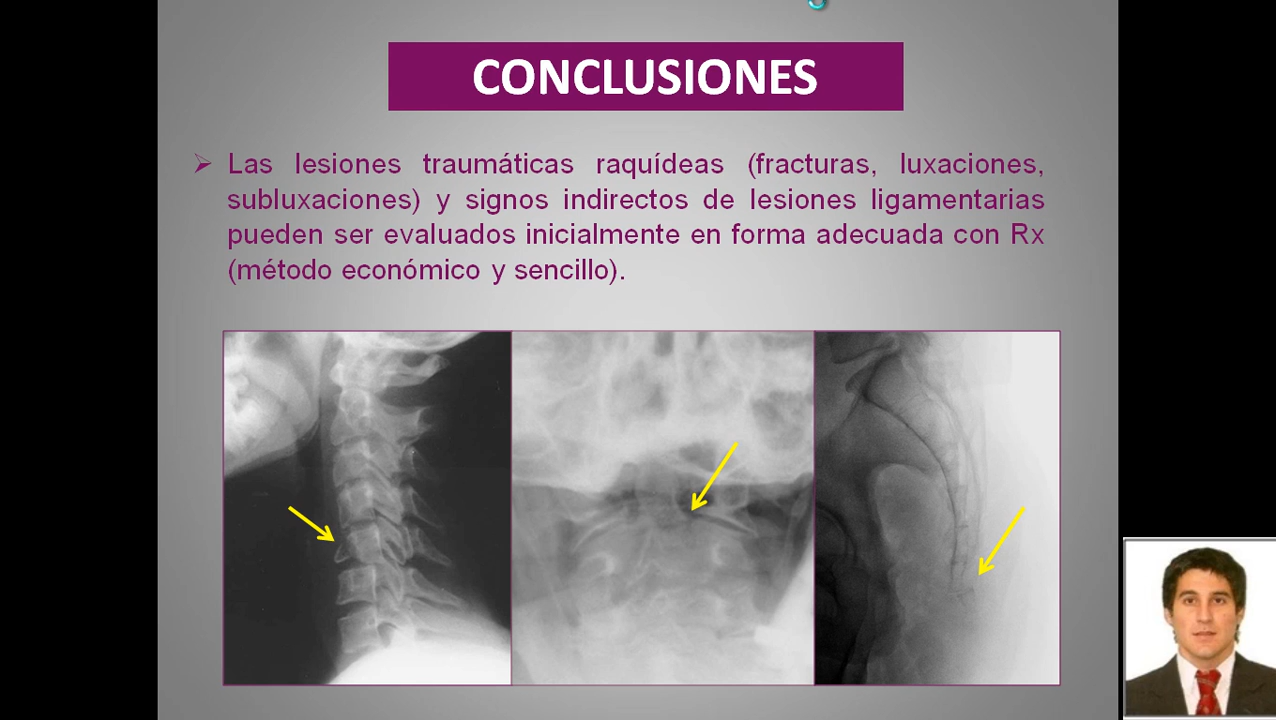 CONCLUSIONES
Las lesiones traumáticas raquídeas (fracturas, luxaciones,
subluxaciones) y signos indirectos de lesiones ligamentarias
pueden ser evaluados inicialmente en forma adecuada con Rx
(método económico y sencillo).